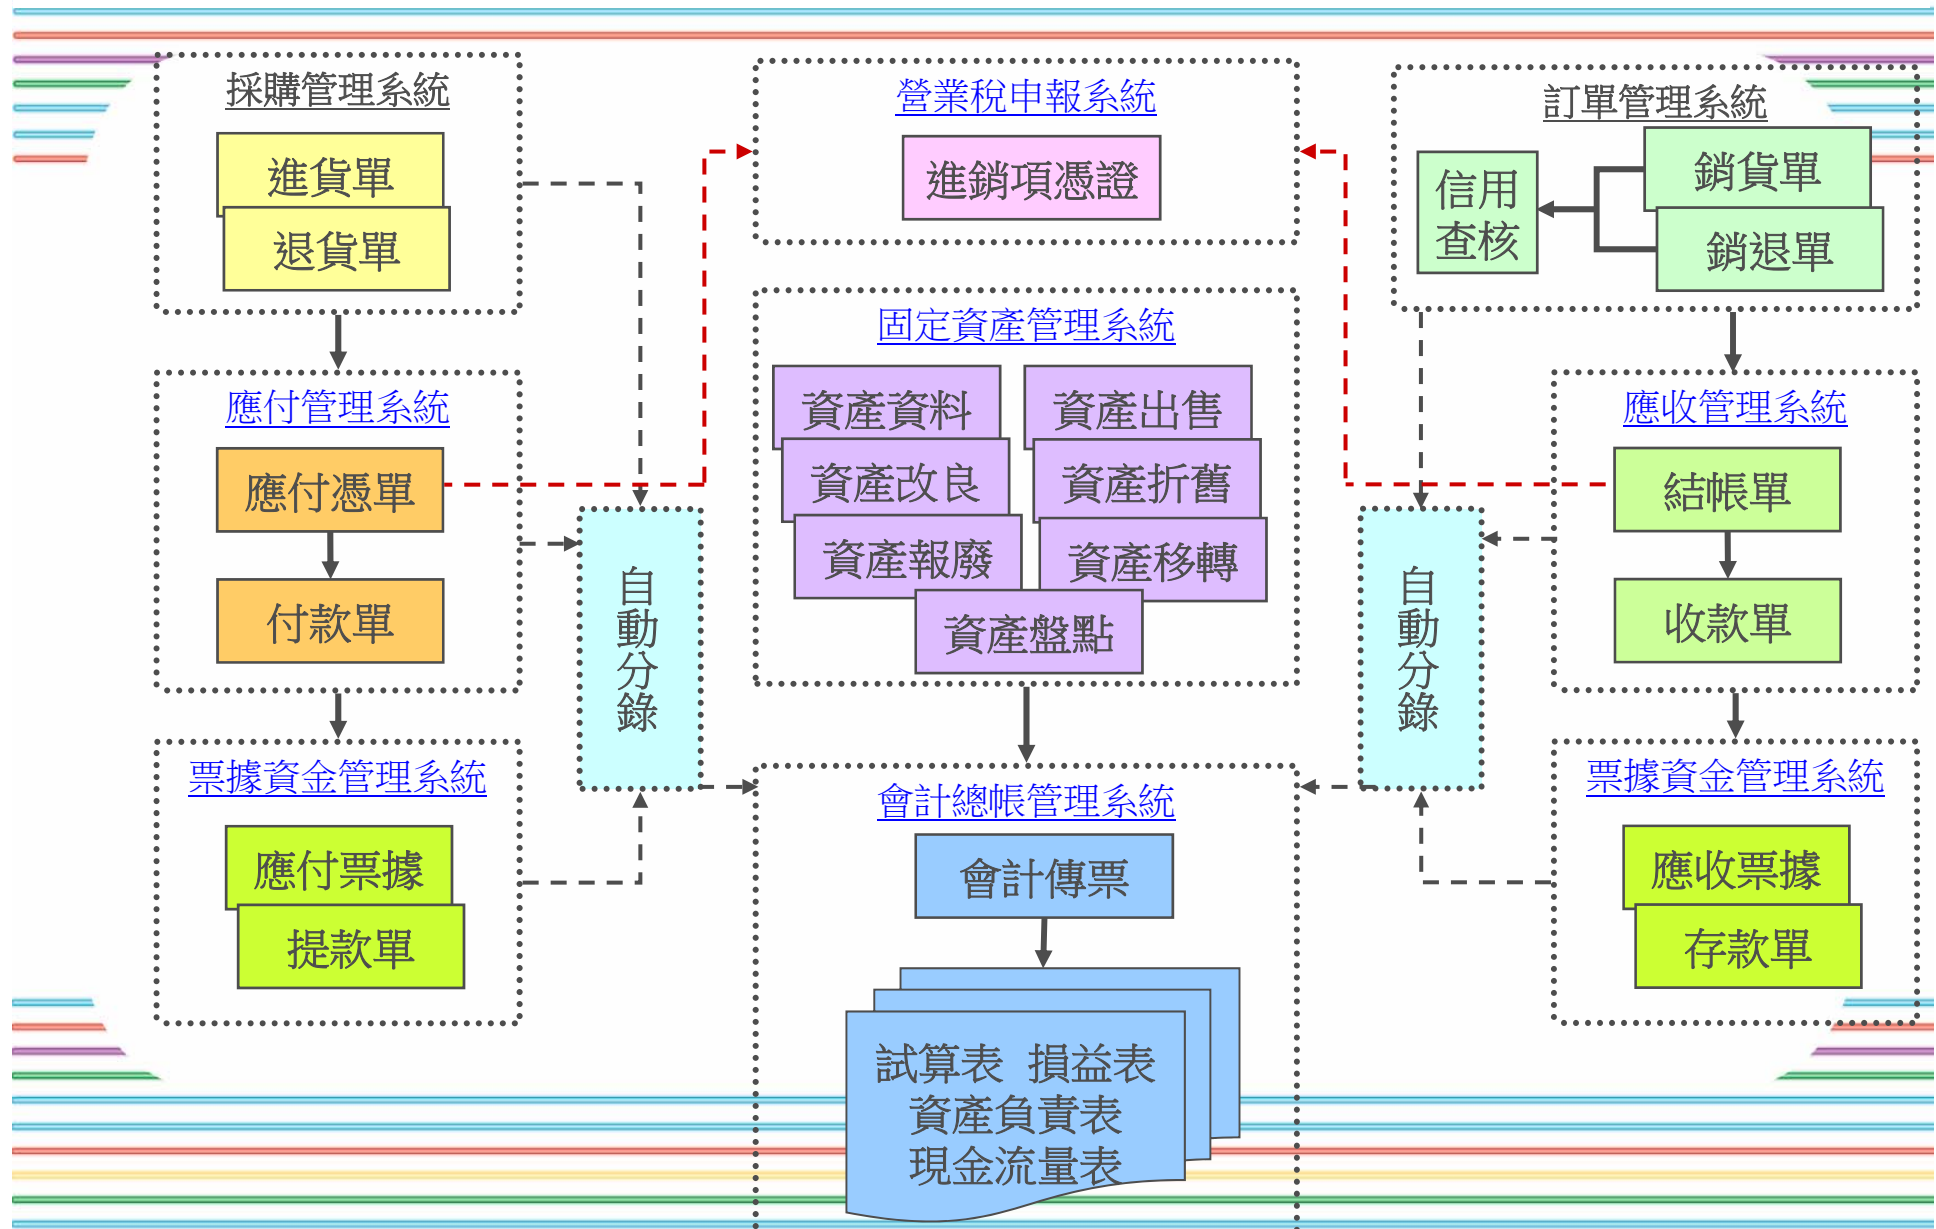 採購管理系統
進貨單
退貨單
應付管理系統
應付憑單
付款單
票據資金管理系統
應付票據
提款單
自動分錄
營業稅申報系統
進銷項憑證
固定資產管理系統
資產資料
資產出售
資產改良
資產折舊
資產報廢
資產移轉
資產盤點
會計總帳管理系統
會計傳票
試算表 損益表
資產負責表
現金流量表
自動分錄
訂單管理系統
信用
查核
銷貨單
銷退單
應收管理系統
結帳單
收款單
票據資金管理系統
應收票據
存款單